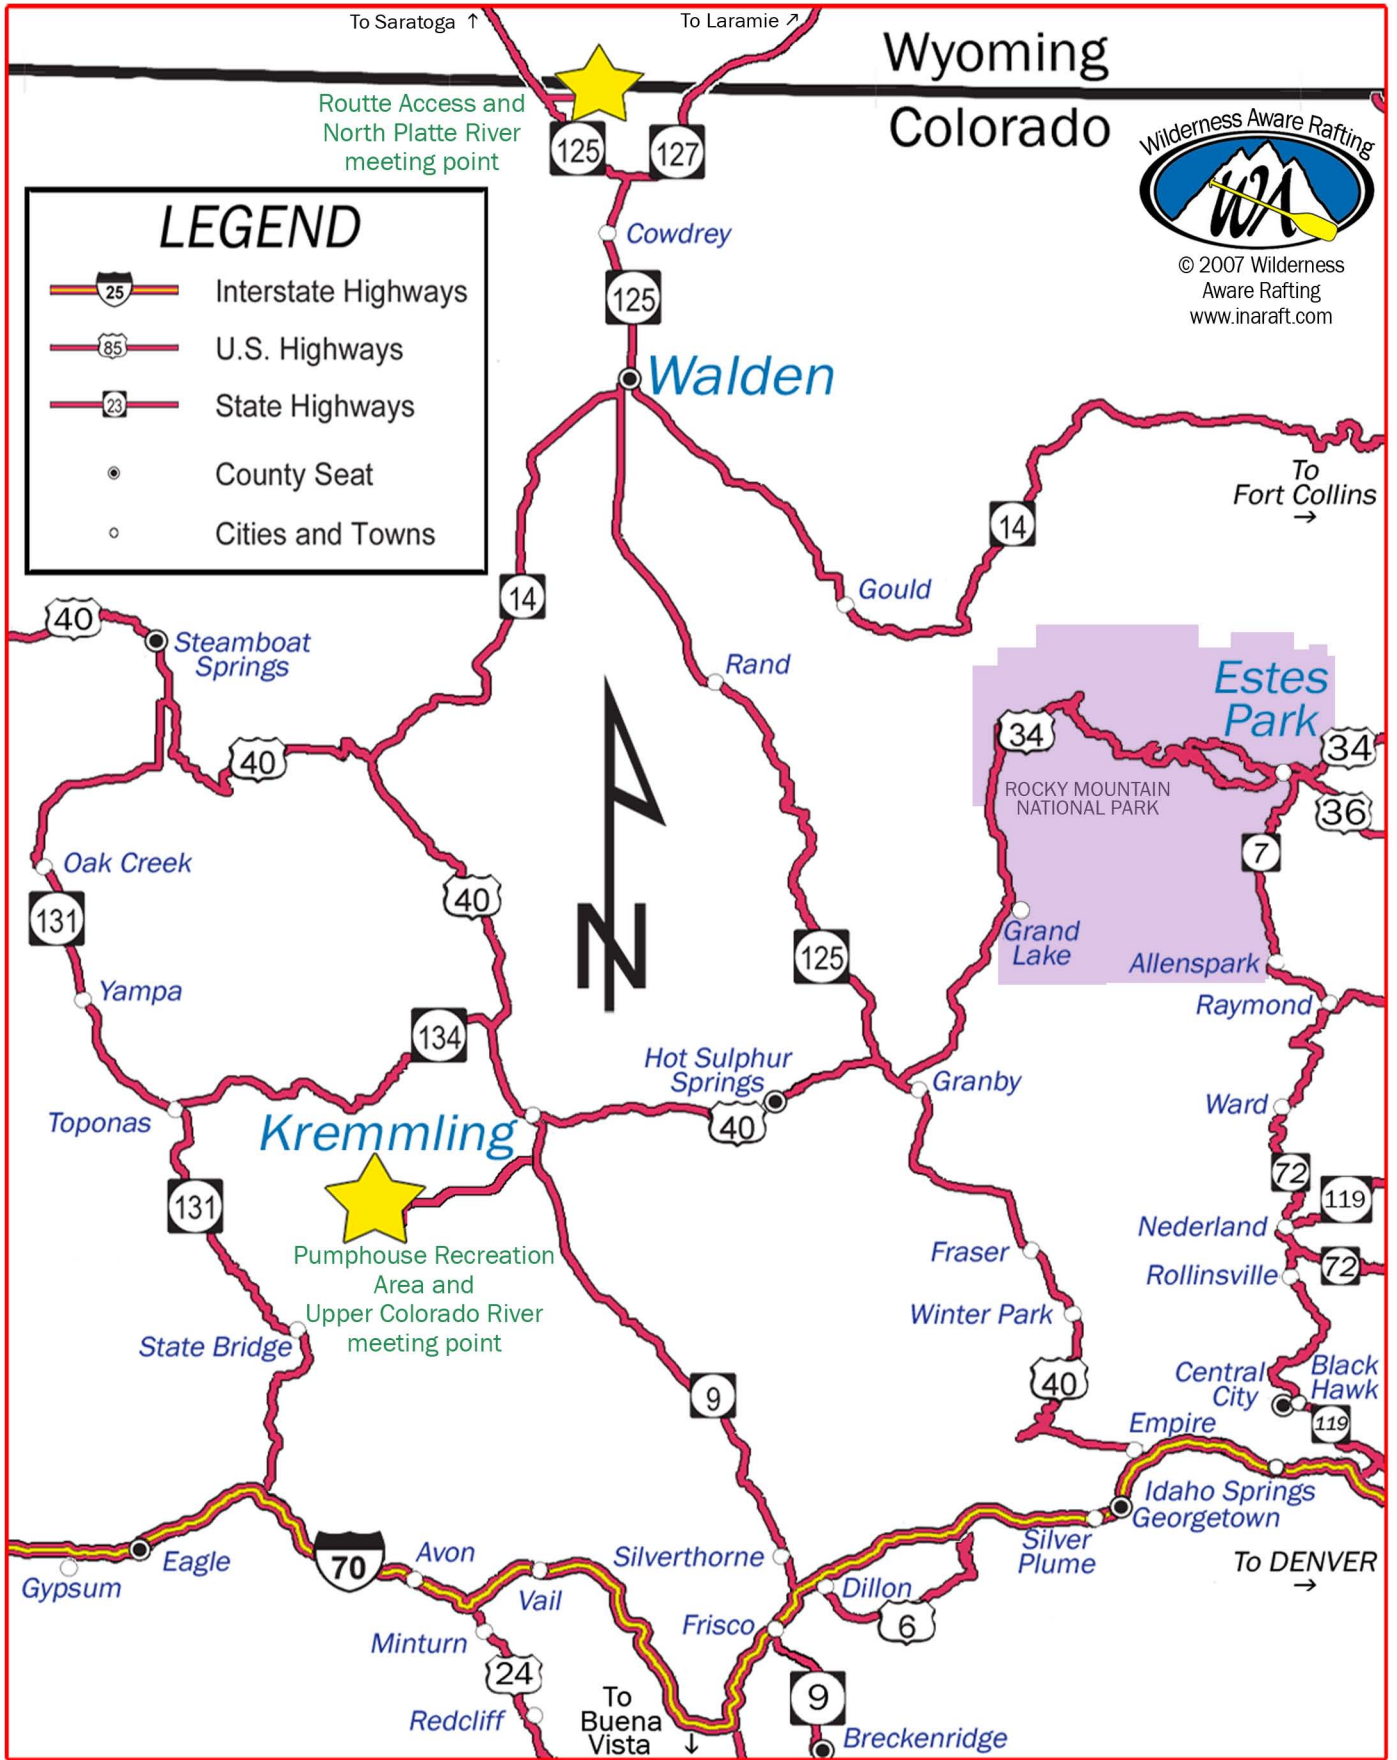 To Saratoga ↑
To Laramie ↗
Wyoming
Colorado
Routte Access and
North Platte River
meeting point
125
127
Wilderness Aware Rafting
WA
© 2007 Wilderness
Aware Rafting
www.inaraft.com
LEGEND
25
Interstate Highways
85
U.S. Highways
23
State Highways
County Seat
Cities and Towns
Cowdrey
125
Walden
To
Fort Collins
→
14
14
Gould
40
Steamboat
Springs
Rand
Estes
Park
34
34
40
ROCKY MOUNTAIN
NATIONAL PARK
36
7
Oak Creek
40
131
Grand
Lake
125
Allenspark
N
Yampa
Raymond
134
Hot Sulphur
Springs
Granby
Ward
Toponas
Kremmling
40
72
119
131
Nederland
Pumphouse Recreation
Area and
Upper Colorado River
meeting point
Fraser
72
Rollinsville
Winter Park
State Bridge
40
9
Central
City
Black
Hawk
119
Empire
Idaho Springs
Georgetown
Silver
Plume
To DENVER
→
Eagle
Gypsum
70
Avon
Vail
Silverthorne
Dillon
6
Frisco
Minturn
24
Redcliff
To
Buena
Vista ↓
9
Breckenridge